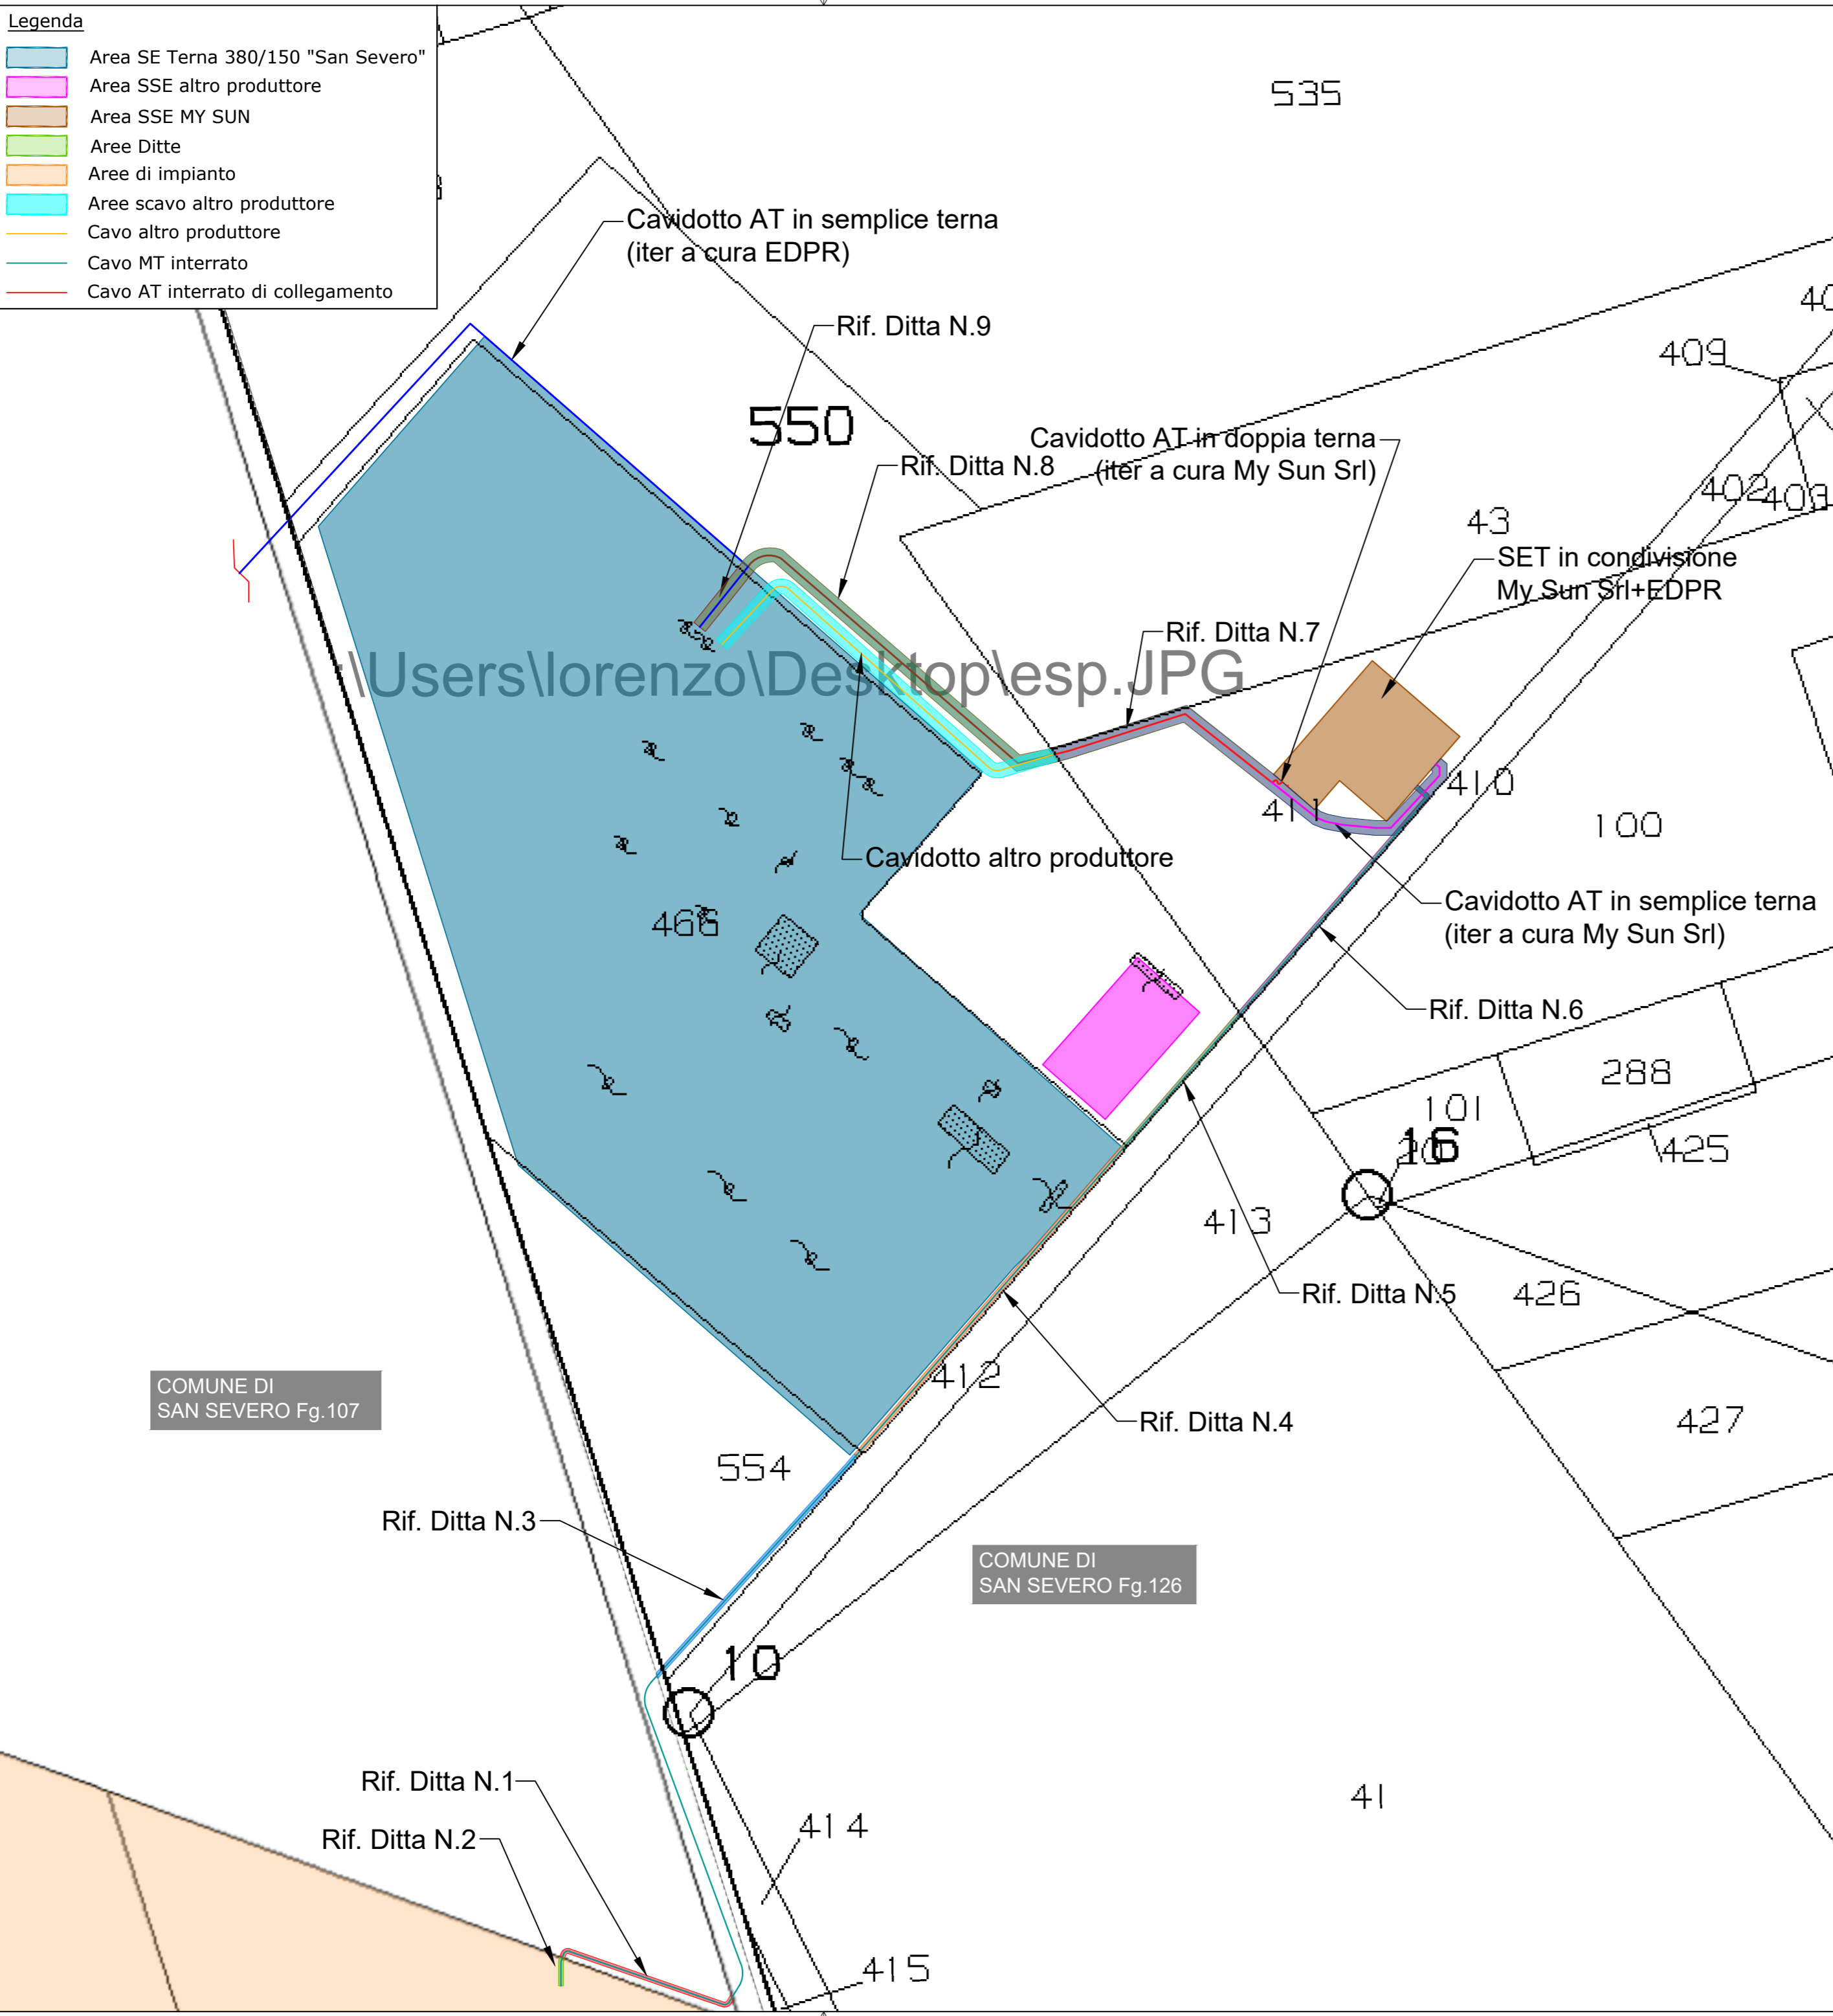 Legenda
Area SE Terna 380/150 "San Severo"
Area SSE altro produttore
Area SSE MY SUN
Aree Ditte
Aree di impianto
Aree scavo altro produttore
Cavo altro produttore
Cavo MT interrato
Cavo AT interrato di collegamento
535
Cavidotto AT in semplice terna
(iter a cura EDPR)
Rif. Ditta N.9
409
550
Cavidotto AT in doppia terna
(iter a cura My Sun Srl)
Rif. Ditta N.8
402
403
43
SET in condivisione
My Sun Srl+EDPR
Rif. Ditta N.7
:\Users\lorenzo\Desktop\esp.JPG
410
411
100
Cavidotto altro produttore
466
Cavidotto AT in semplice terna
(iter a cura My Sun Srl)
Rif. Ditta N.6
288
101
16
425
413
Rif. Ditta N.5
426
412
COMUNE DI
SAN SEVERO Fg.107
Rif. Ditta N.4
427
554
Rif. Ditta N.3
COMUNE DI
SAN SEVERO Fg.126
10
Rif. Ditta N.1
41
Rif. Ditta N.2
414
415